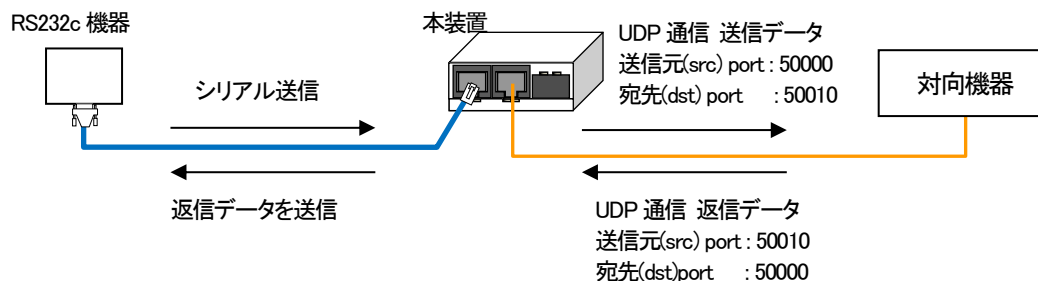 RS232c 機器
本装置
UDP 通信 送信データ
送信元(src) port : 50000
宛先(dst) port : 50010
対向機器
シリアル送信
返信データを送信
UDP 通信 返信データ
送信元(src) port : 50010
宛先(dst)port : 50000